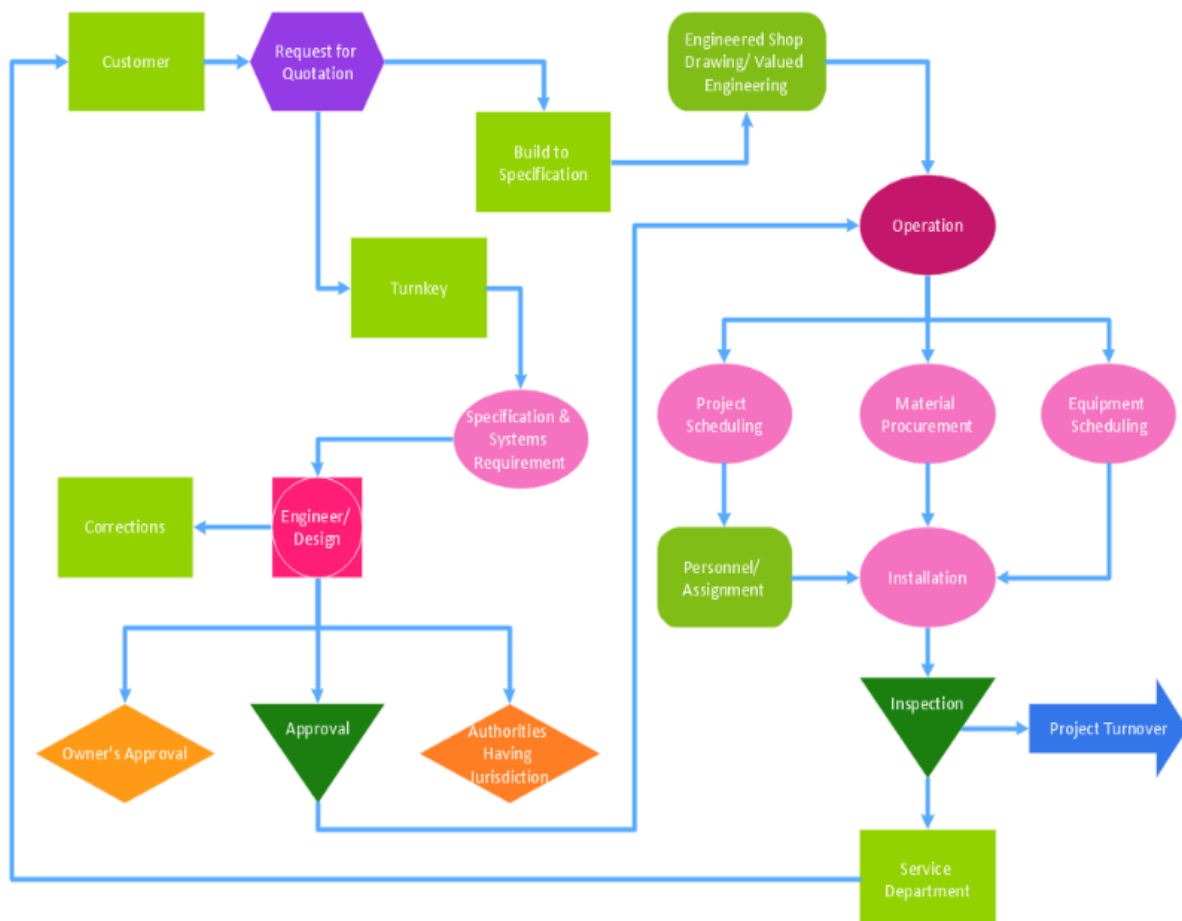 Customer
Request for
Quotation
Engineered Shop
Drawing/ Valued
Engineering
Build to
Specification
Operation
Turnkey
Project
Scheduling
Material
Procurement
Equipment
Scheduling
Specification &
Systems
Requirement
Corrections
Engineer/
Design
Personnel/
Assignment
Installation
Owner's Approval
Approval
Authorities
Having
Jurisdiction
Inspection
Project Turnover
Service
Department